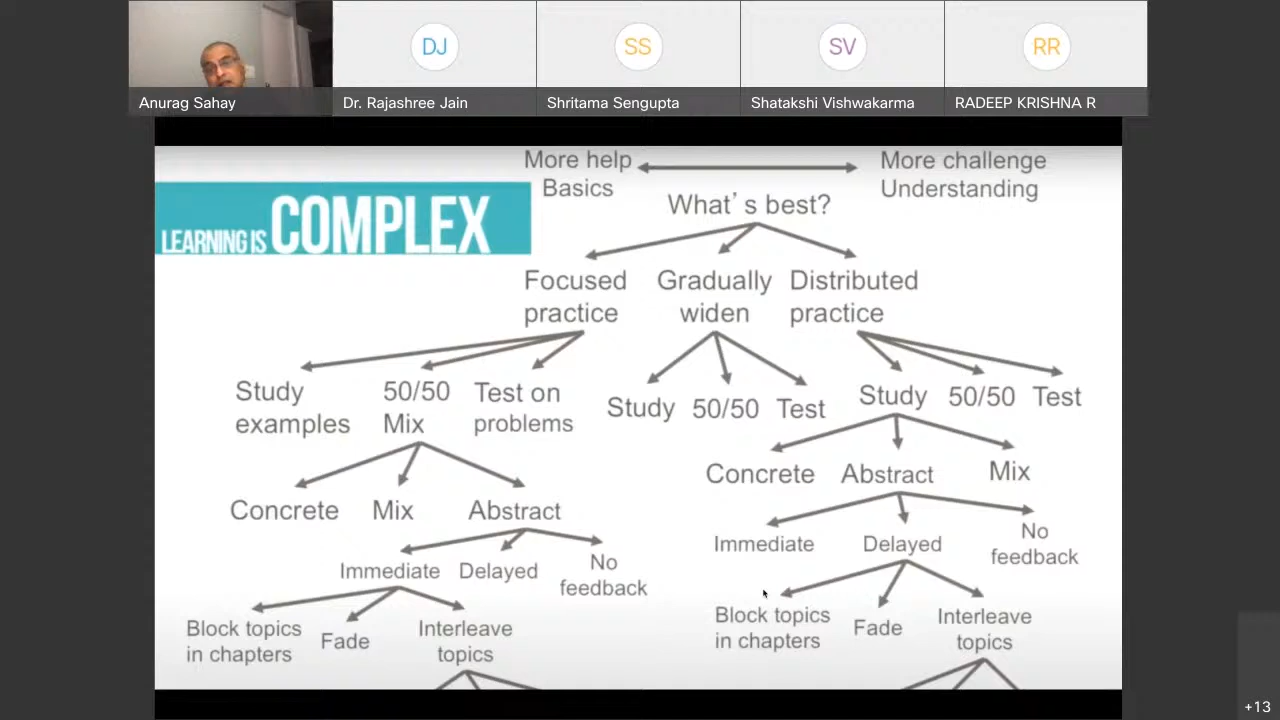 DJ
SS
SV
RR
Anurag Sahay
Dr. Rajashree Jain
Shritama Sengupta
Shatakshi Vishwakarma
RADEEP KRISHNA R
More help
Basics
More challenge
Understanding
LEARNING IS COMPLEX
What's best?
Focused
practice
Gradually
widen
Distributed
practice
Study
examples
50/50
Mix
Test on
problems
Study
50/50
Test
Study
50/50
Test
Concrete
Mix
Abstract
Concrete
Abstract
Mix
Immediate
Delayed
No
feedback
Immediate
Delayed
No
feedback
Block topics
in chapters
Fade
Interleave
topics
Block topics
in chapters
Fade
Interleave
topics
+13